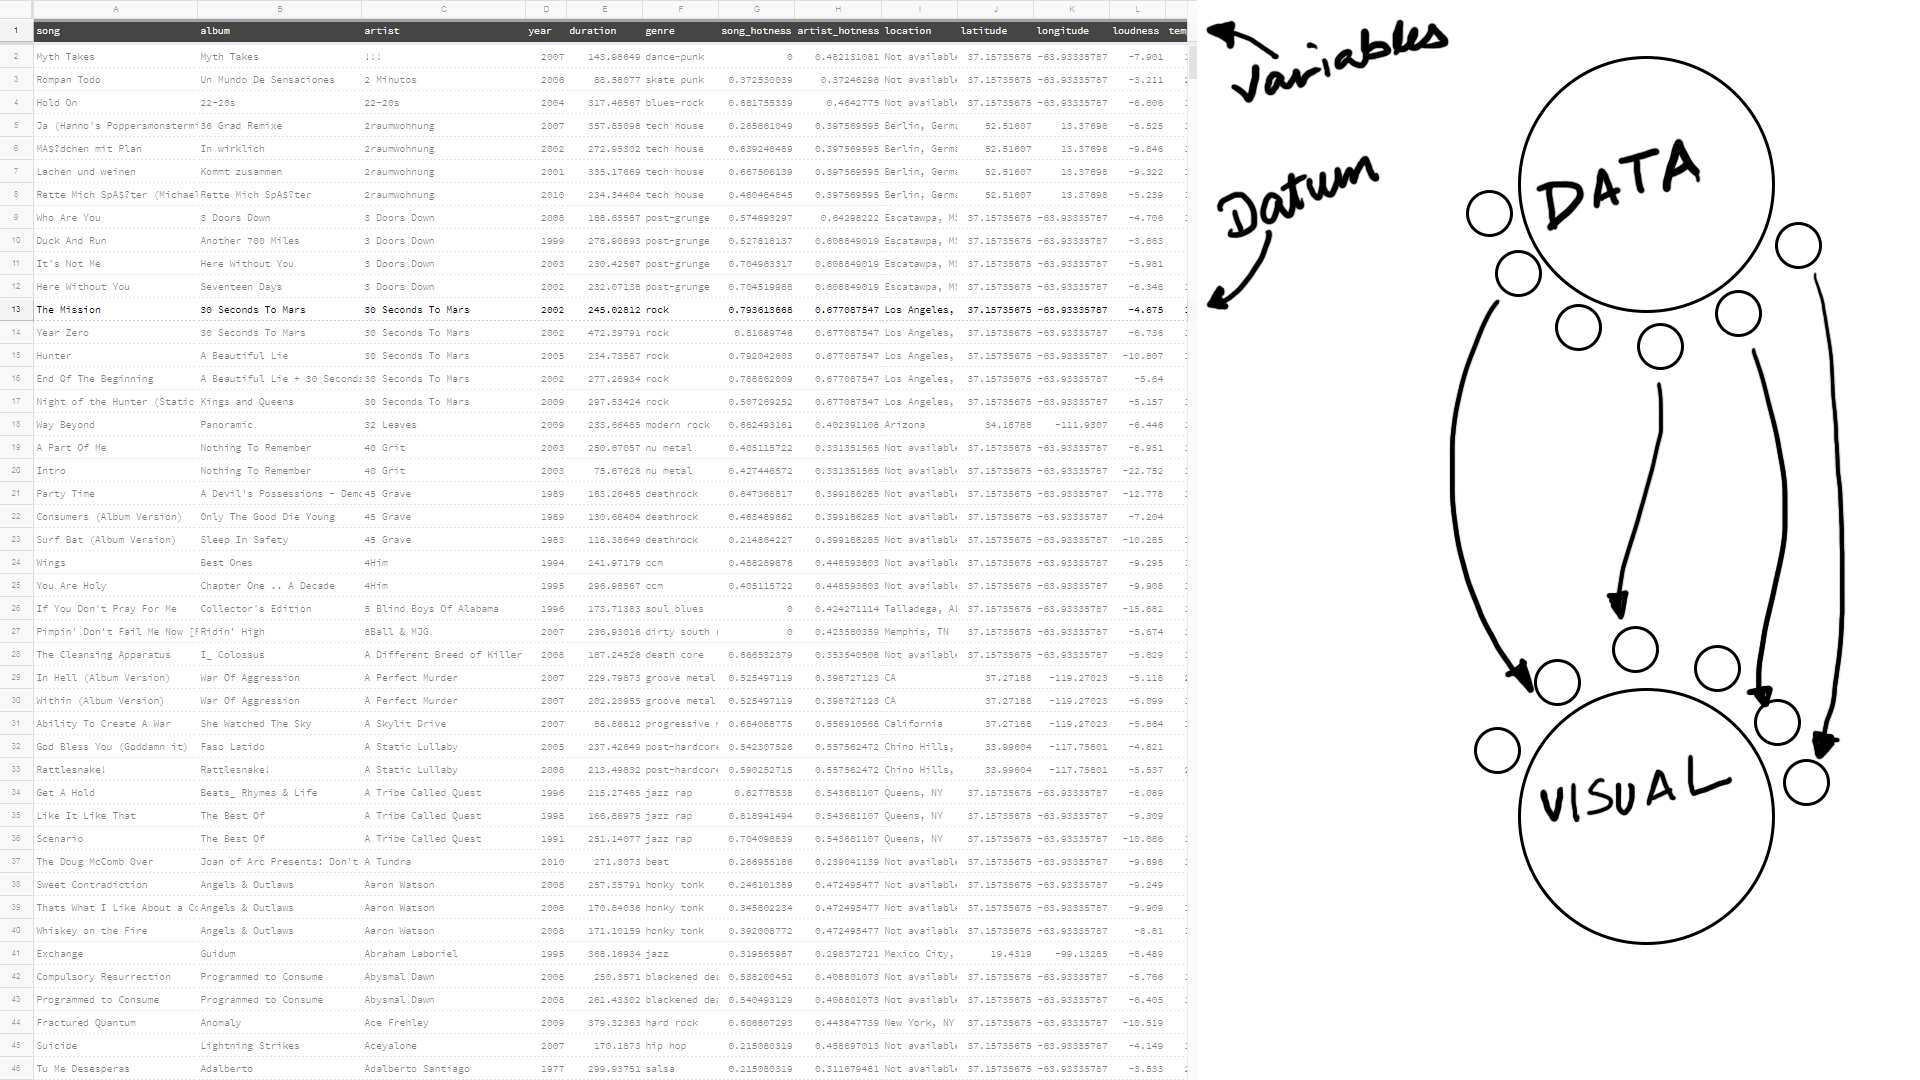 A B C D E F G H I J K L
1 song album artist year duration genre song_hotness artist_hotness location latitude longitude loudness tem
2 Myth Takes Myth Takes !!! 2007 143.98649 dance-punk 0 0.482131081 Not available 37.15735675 -63.93335787 -7.901
3 Rompan Todo Un Mundo De Sensaciones 2 Minutos 2006 88.58077 skate punk 0.372530039 0.37246298 Not available 37.15735675 -63.93335787 -3.211
4 Hold On 22-20s 22-20s 2004 317.46567 blues-rock 0.681755339 0.4642775 Not available 37.15735675 -63.93335787 -6.806
5 Ja (Hanno's Poppersmonsterm 36 Grad Remixe 2raumwohnung 2007 357.85098 tech house 0.265861049 0.397569595 Berlin, Germa 52.51607 13.37698 -8.525
6 MA$?dchen mit Plan In wirklich 2raumwohnung 2002 272.95302 tech house 0.639248489 0.397569595 Berlin, Germa 52.51607 13.37698 -9.846
7 Lachen und weinen Kommt zusammen 2raumwohnung 2001 335.17669 tech house 0.667506139 0.397569595 Berlin, Germa 52.51607 13.37698 -9.322
8 Rette Mich SpA$?ter (Michael Rette Mich SpA$?ter 2raumwohnung 2010 234.34404 tech house 0.460484845 0.397569595 Berlin, Germa 52.51607 13.37698 -5.239
9 Who Are You 3 Doors Down 3 Doors Down 2008 188.65587 post-grunge 0.574693297 0.64298222 Escatawpa, MS 37.15735675 -63.93335787 -4.706
10 Duck And Run Another 700 Miles 3 Doors Down 1999 278.90893 post-grunge 0.527818137 0.608849019 Escatawpa, MS 37.15735675 -63.93335787 -3.863
11 It's Not Me Here Without You 3 Doors Down 2003 230.42567 post-grunge 0.704963317 0.608849019 Escatawpa, MS 37.15735675 -63.93335787 -5.981
12 Here Without You Seventeen Days 3 Doors Down 2002 232.07138 post-grunge 0.704519988 0.608849019 Escatawpa, MS 37.15735675 -63.93335787 -6.348
13 The Mission 30 Seconds To Mars 30 Seconds To Mars 2002 245.02812 rock 0.793613668 0.677087547 Los Angeles, 37.15735675 -63.93335787 -4.675
14 Year Zero 30 Seconds To Mars 30 Seconds To Mars 2002 472.39791 rock 0.81689746 0.677087547 Los Angeles, 37.15735675 -63.93335787 -6.736
15 Hunter A Beautiful Lie 30 Seconds To Mars 2005 234.73587 rock 0.792042603 0.677087547 Los Angeles, 37.15735675 -63.93335787 -10.807
16 End Of The Beginning A Beautiful Lie + 30 Seconds 30 Seconds To Mars 2002 277.28934 rock 0.788862009 0.677087547 Los Angeles, 37.15735675 -63.93335787 -5.64
17 Night of the Hunter (Static Kings and Queens 30 Seconds To Mars 2009 297.53424 rock 0.507269252 0.677087547 Los Angeles, 37.15735675 -63.93335787 -5.157
18 Way Beyond Panoramic 32 Leaves 2009 233.66485 modern rock 0.662493161 0.402391108 Arizona 34.16788 -111.9307 -6.446
19 A Part Of Me Nothing To Remember 40 Grit 2003 250.67057 nu metal 0.405115722 0.331351565 Not available 37.15735675 -63.93335787 -8.951
20 Intro Nothing To Remember 40 Grit 2003 75.67628 nu metal 0.427446572 0.331351565 Not available 37.15735675 -63.93335787 -22.752
21 Party Time A Devil's Possessions - Demo 45 Grave 1989 163.26485 deathrock 0.647368817 0.399186285 Not available 37.15735675 -63.93335787 -12.778
22 Consumers (Album Version) Only The Good Die Young 45 Grave 1989 130.66404 deathrock 0.463489662 0.399186285 Not available 37.15735675 -63.93335787 -7.204
23 Surf Bat (Album Version) Sleep In Safety 45 Grave 1983 118.38649 deathrock 0.214864227 0.399186285 Not available 37.15735675 -63.93335787 -10.285
24 Wings Best Ones 4Him 1994 241.97179 ccm 0.488289876 0.448593803 Not available 37.15735675 -63.93335787 -9.295
25 You Are Holy Chapter One .. A Decade 4Him 1995 296.98567 ccm 0.405115722 0.448593803 Not available 37.15735675 -63.93335787 -9.908
26 If You Don't Pray For Me Collector's Edition 5 Blind Boys Of Alabama 1996 173.71383 soul blues 0 0.424271114 Talladega, AL 37.15735675 -63.93335787 -15.682
27 Pimpin' Don't Fail Me Now [F Ridin' High 8Ball & MJG 2007 236.93016 dirty south 0 0.423580359 Memphis, TN 37.15735675 -63.93335787 -5.674
28 The Cleansing Apparatus I_ Colossus A Different Breed of Killer 2008 187.24526 death core 0.666532379 0.353540508 Not available 37.15735675 -63.93335787 -5.029
29 In Hell (Album Version) War Of Aggression A Perfect Murder 2007 229.79873 groove metal 0.525497119 0.398727123 CA 37.27188 -119.27023 -5.118
30 Within (Album Version) War Of Aggression A Perfect Murder 2007 202.23955 groove metal 0.525497119 0.398727123 CA 37.27188 -119.27023 -5.099
31 Ability To Create A War She Watched The Sky A Skylit Drive 2007 88.86812 progressive 0.684088775 0.556910568 California 37.27188 -119.27023 -5.864
32 God Bless You (Goddamn it) Faso Latido A Static Lullaby 2005 237.42649 post-hardcore 0.542307526 0.557562472 Chino Hills, 33.99604 -117.75801 -4.621
33 Rattlesnake! Rattlesnake! A Static Lullaby 2008 213.49832 post-hardcore 0.590252715 0.557562472 Chino Hills, 33.99604 -117.75801 -5.537
34 Get A Hold Beats_ Rhymes & Life A Tribe Called Quest 1996 215.27465 jazz rap 0.62778538 0.543681107 Queens, NY 37.15735675 -63.93335787 -8.089
35 Like It Like That The Best Of A Tribe Called Quest 1998 166.86975 jazz rap 0.818941494 0.543681107 Queens, NY 37.15735675 -63.93335787 -9.309
36 Scenario The Best Of A Tribe Called Quest 1991 251.14077 jazz rap 0.704098839 0.543681107 Queens, NY 37.15735675 -63.93335787 -10.086
37 The Doug McComb Over Joan of Arc Presents: Don't A Tundra 2010 271.3073 beat 0.266955186 0.239041139 Not available 37.15735675 -63.93335787 -9.698
38 Sweet Contradiction Angels & Outlaws Aaron Watson 2008 257.35791 honky tonk 0.246101389 0.472495477 Not available 37.15735675 -63.93335787 -9.249
39 Thats What I Like About a Co Angels & Outlaws Aaron Watson 2008 170.84036 honky tonk 0.345802234 0.472495477 Not available 37.15735675 -63.93335787 -9.909
40 Whiskey on the Fire Angels & Outlaws Aaron Watson 2008 171.10159 honky tonk 0.392008772 0.472495477 Not available 37.15735675 -63.93335787 -8.81
41 Exchange Guidum Abraham Laboriel 1995 368.16934 jazz 0.319565987 0.298372721 Mexico City, 19.4319 -99.13285 -8.489
42 Compulsory Resurrection Programmed to Consume Abysmal Dawn 2008 250.3571 blackened dea 0.538200452 0.408801073 Not available 37.15735675 -63.93335787 -5.766
43 Programmed to Consume Programmed to Consume Abysmal Dawn 2008 261.43302 blackened dea 0.540493129 0.408801073 Not available 37.15735675 -63.93335787 -6.405
44 Fractured Quantum Anomaly Ace Frehley 2009 379.32363 hard rock 0.606807293 0.443847739 New York, NY 37.15735675 -63.93335787 -10.519
45 Suicide Lightning Strikes Aceyalone 2007 170.1873 hip hop 0.215080319 0.458697013 Not available 37.15735675 -63.93335787 -4.149
46 Tu Me Desesperas Adalberto Adalberto Santiago 1977 299.93751 salsa 0.215080319 0.311679481 Not available 37.15735675 -63.93335787 -3.533
Variables
Datum
DATA
VISUAL